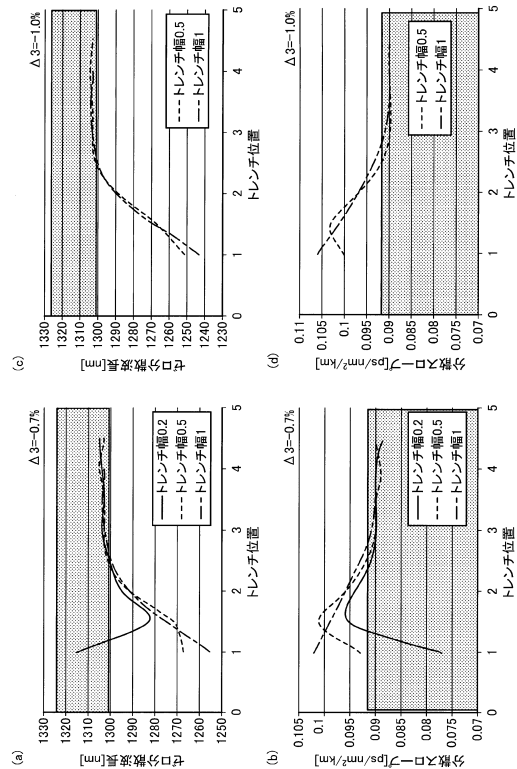 (a)
Δ3=−0.7%
1330
1320
1310
1300
1290
1280
1270
1260
1250
ゼロ分散波長[nm]
0 1 2 3 4 5
トレンチ位置
トレンチ幅0.2
トレンチ幅0.5
トレンチ幅1
(b)
Δ3=−0.7%
0.105
0.1
0.095
0.09
0.085
0.08
0.075
0.07
分散スロープ[ps/nm²/km]
0 1 2 3 4 5
トレンチ位置
トレンチ幅0.2
トレンチ幅0.5
トレンチ幅1
(c)
Δ3=−1.0%
1330
1320
1310
1300
1290
1280
1270
1260
1250
1240
1230
ゼロ分散波長[nm]
0 1 2 3 4 5
トレンチ位置
トレンチ幅0.5
トレンチ幅1
(d)
Δ3=−1.0%
0.11
0.105
0.1
0.095
0.09
0.085
0.08
0.075
0.07
分散スロープ[ps/nm²/km]
0 1 2 3 4 5
トレンチ位置
トレンチ幅0.5
トレンチ幅1